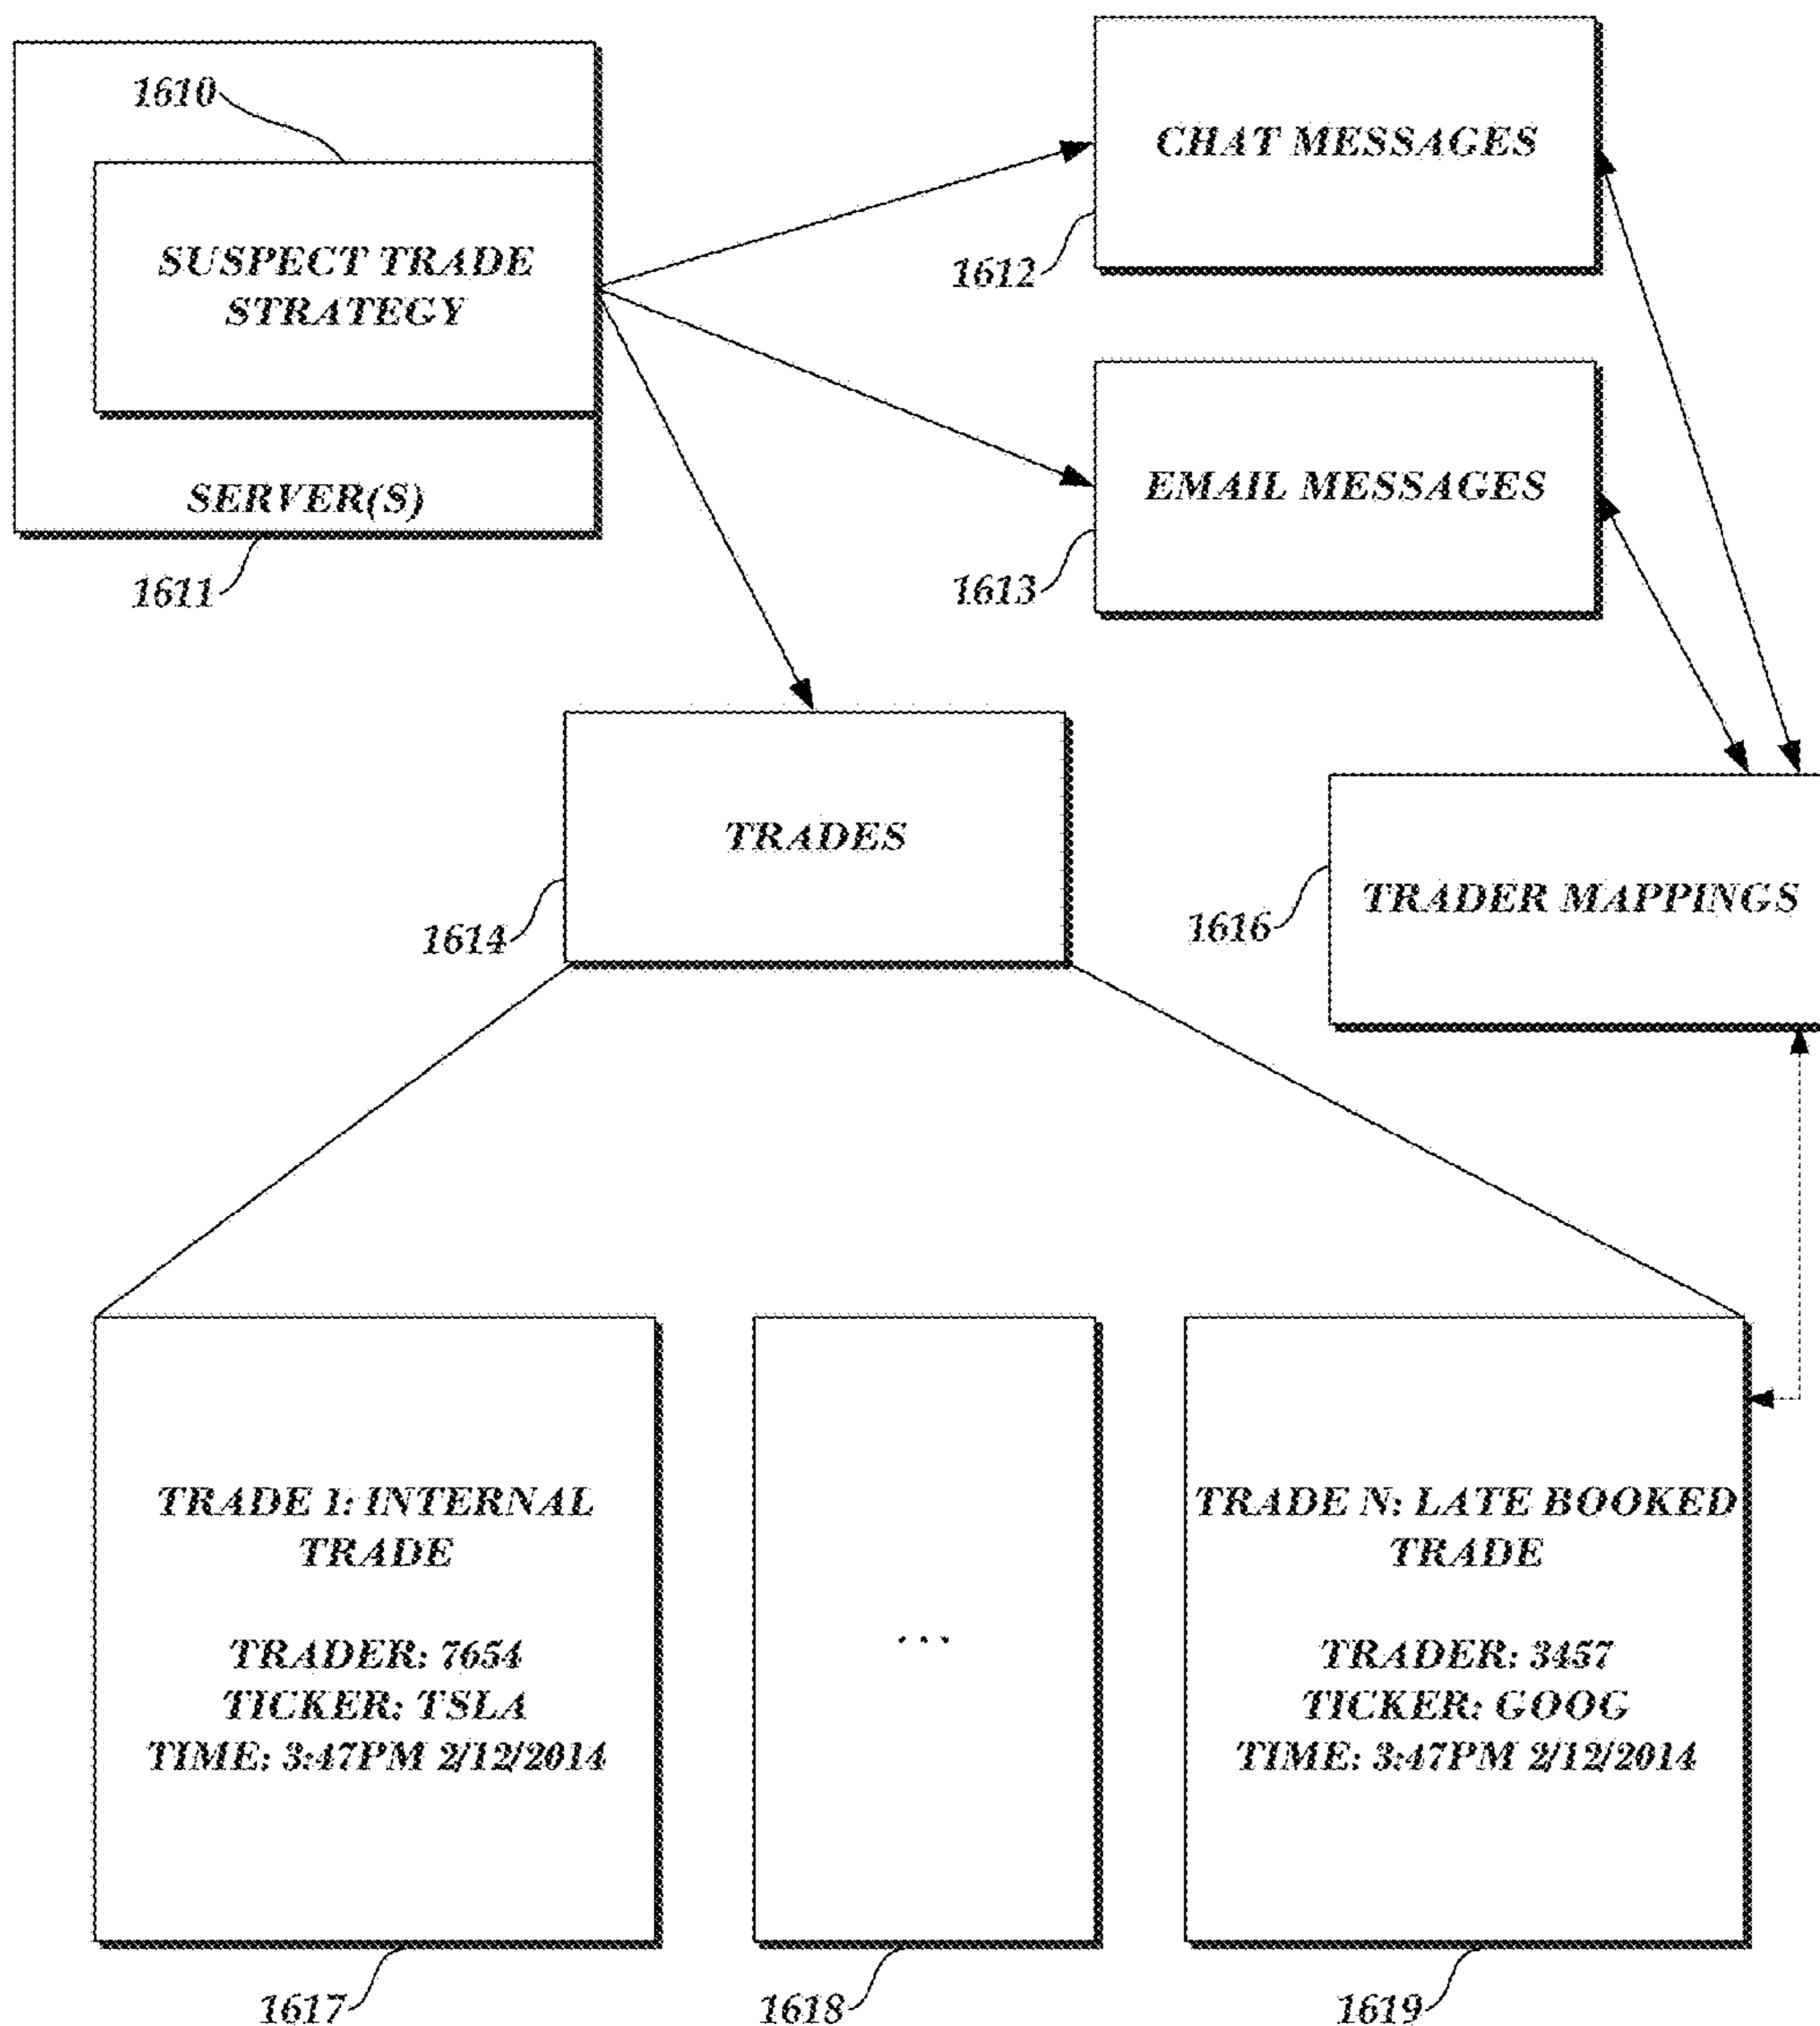 1610
SUSPECT TRADE
STRATEGY
SERVER(S)
1611
CHAT MESSAGES
1612
EMAIL MESSAGES
1613
TRADES
1614
TRADER MAPPINGS
1616
TRADE 1: INTERNAL
TRADE
TRADER: 7654
TICKER: TSLA
TIME: 3:47PM 2/12/2014
1617
...
1618
TRADE N: LATE BOOKED
TRADE
TRADER: 3457
TICKER: GOOG
TIME: 3:47PM 2/12/2014
1619